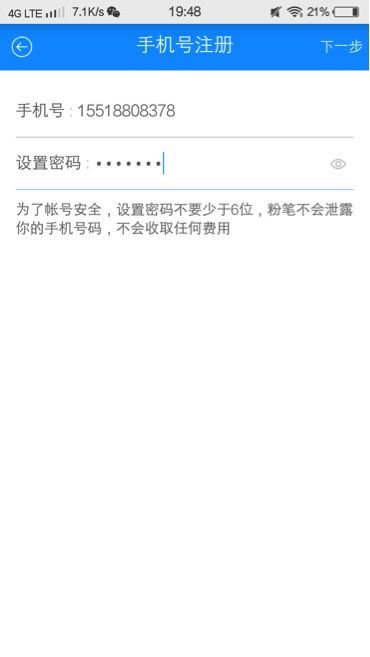 4G LTE 7.1K/s 19:48 21%
手机号注册 下一步
手机号 : 15518808378
设置密码 : •••••••
为了帐号安全，设置密码不要少于6位，粉笔不会泄露
你的手机号码，不会收取任何费用